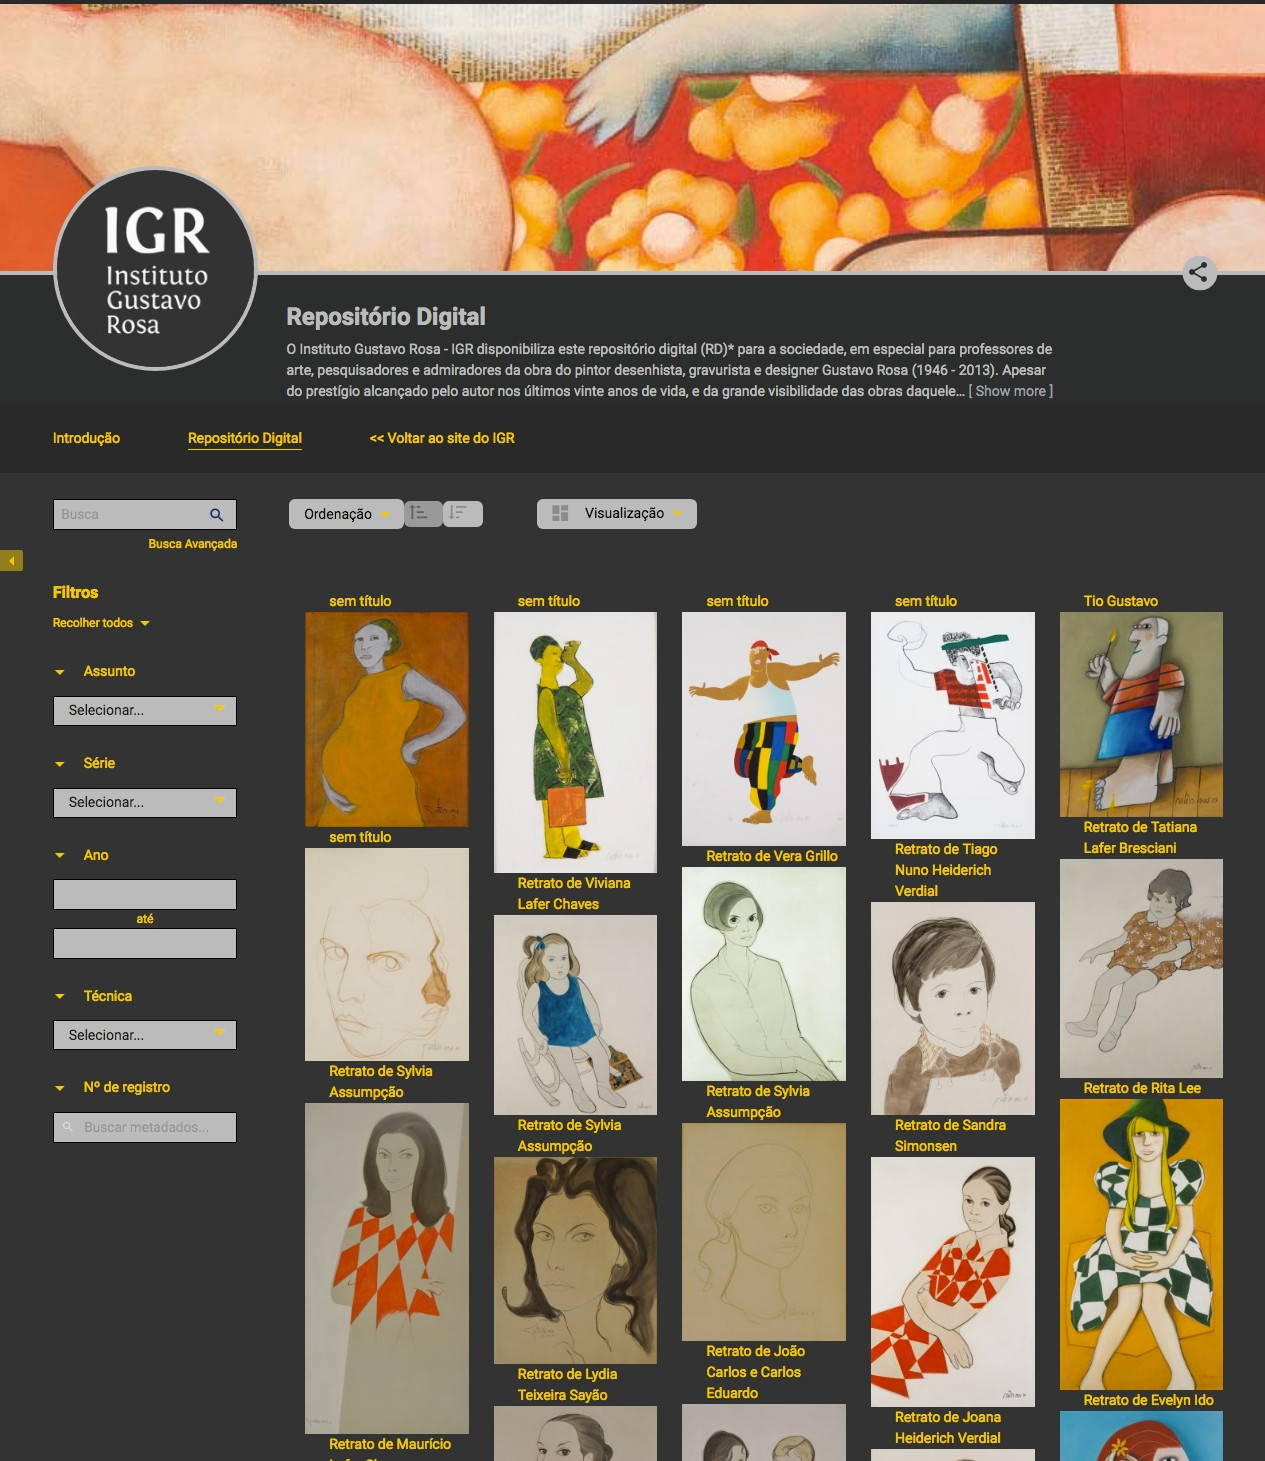 IGR
Instituto
Gustavo
Rosa
Repositório Digital
O Instituto Gustavo Rosa - IGR disponibiliza este repositório digital (RD)* para a sociedade, em especial para professores de
arte, pesquisadores e admiradores da obra do pintor desenhista, gravurista e designer Gustavo Rosa (1946 - 2013). Apesar
do prestígio alcançado pelo autor nos últimos vinte anos de vida, e da grande visibilidade das obras daquele... [ Show more ]
Introdução
Repositório Digital
<< Voltar ao site do IGR
Busca
Busca Avançada
Filtros
Recolher todos
Assunto
Selecionar...
Série
Selecionar...
Ano
até
Técnica
Selecionar...
Nº de registro
Buscar metadados...
Ordenação
Visualização
sem título
sem título
sem título
sem título
Tio Gustavo
sem título
Retrato de Viviana
Lafer Chaves
Retrato de Vera Grillo
Retrato de Tiago
Nuno Heiderich
Verdial
Retrato de Tatiana
Lafer Bresciani
Retrato de Sylvia
Assumpção
Retrato de Sylvia
Assumpção
Retrato de Sylvia
Assumpção
Retrato de Sandra
Simonsen
Retrato de Rita Lee
Retrato de Maurício
Retrato de Lydia
Teixeira Sayão
Retrato de João
Carlos e Carlos
Eduardo
Retrato de Joana
Heiderich Verdial
Retrato de Evelyn Ido